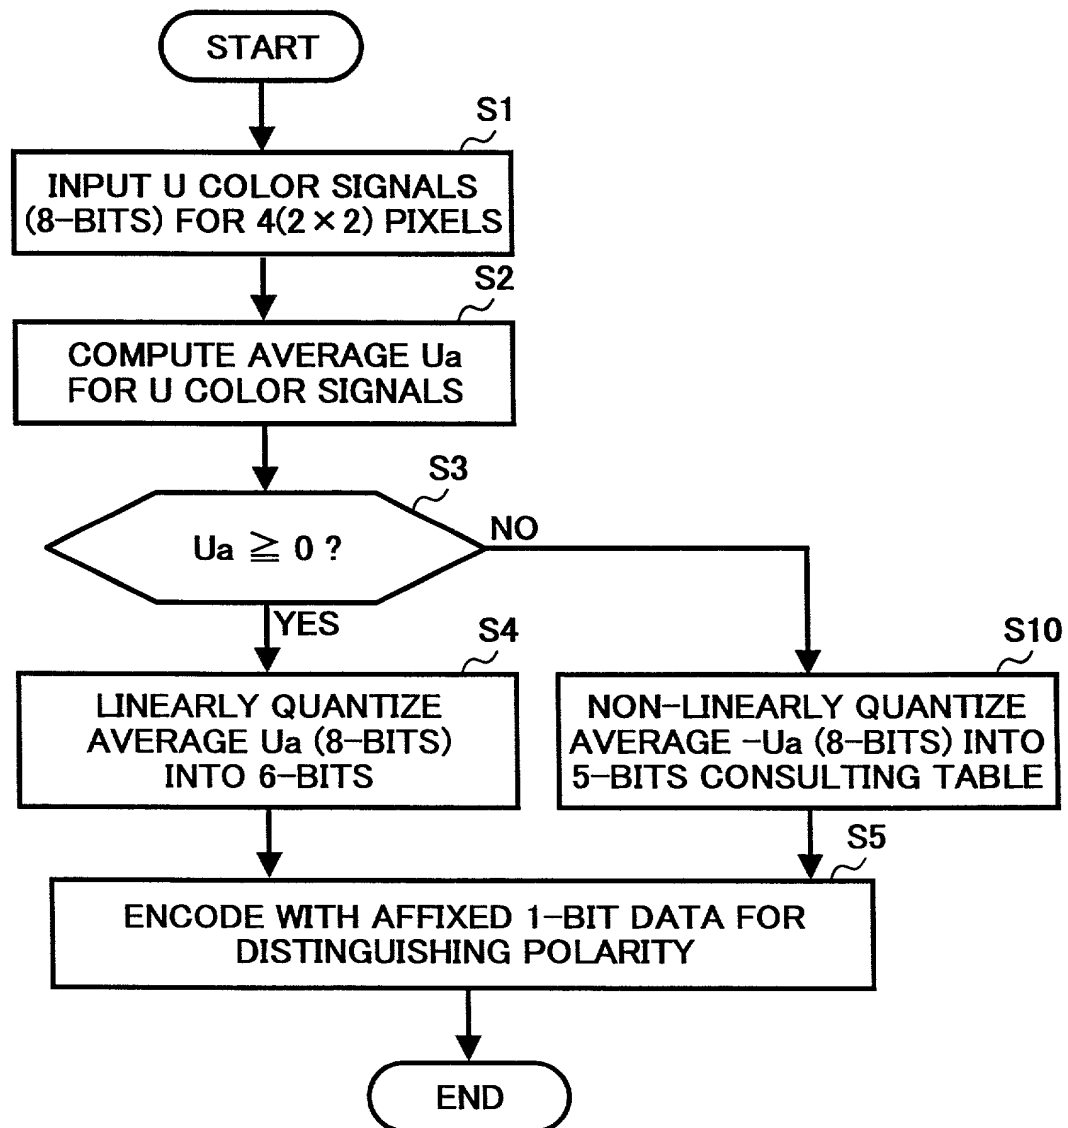 START
S1
INPUT U COLOR SIGNALS
(8-BITS) FOR 4(2×2) PIXELS
S2
COMPUTE AVERAGE Ua
FOR U COLOR SIGNALS
S3
Ua ≧ 0 ?
NO
YES
S4
LINEARLY QUANTIZE
AVERAGE Ua (8-BITS)
INTO 6-BITS
S10
NON-LINEARLY QUANTIZE
AVERAGE -Ua (8-BITS) INTO
5-BITS CONSULTING TABLE
S5
ENCODE WITH AFFIXED 1-BIT DATA FOR
DISTINGUISHING POLARITY
END